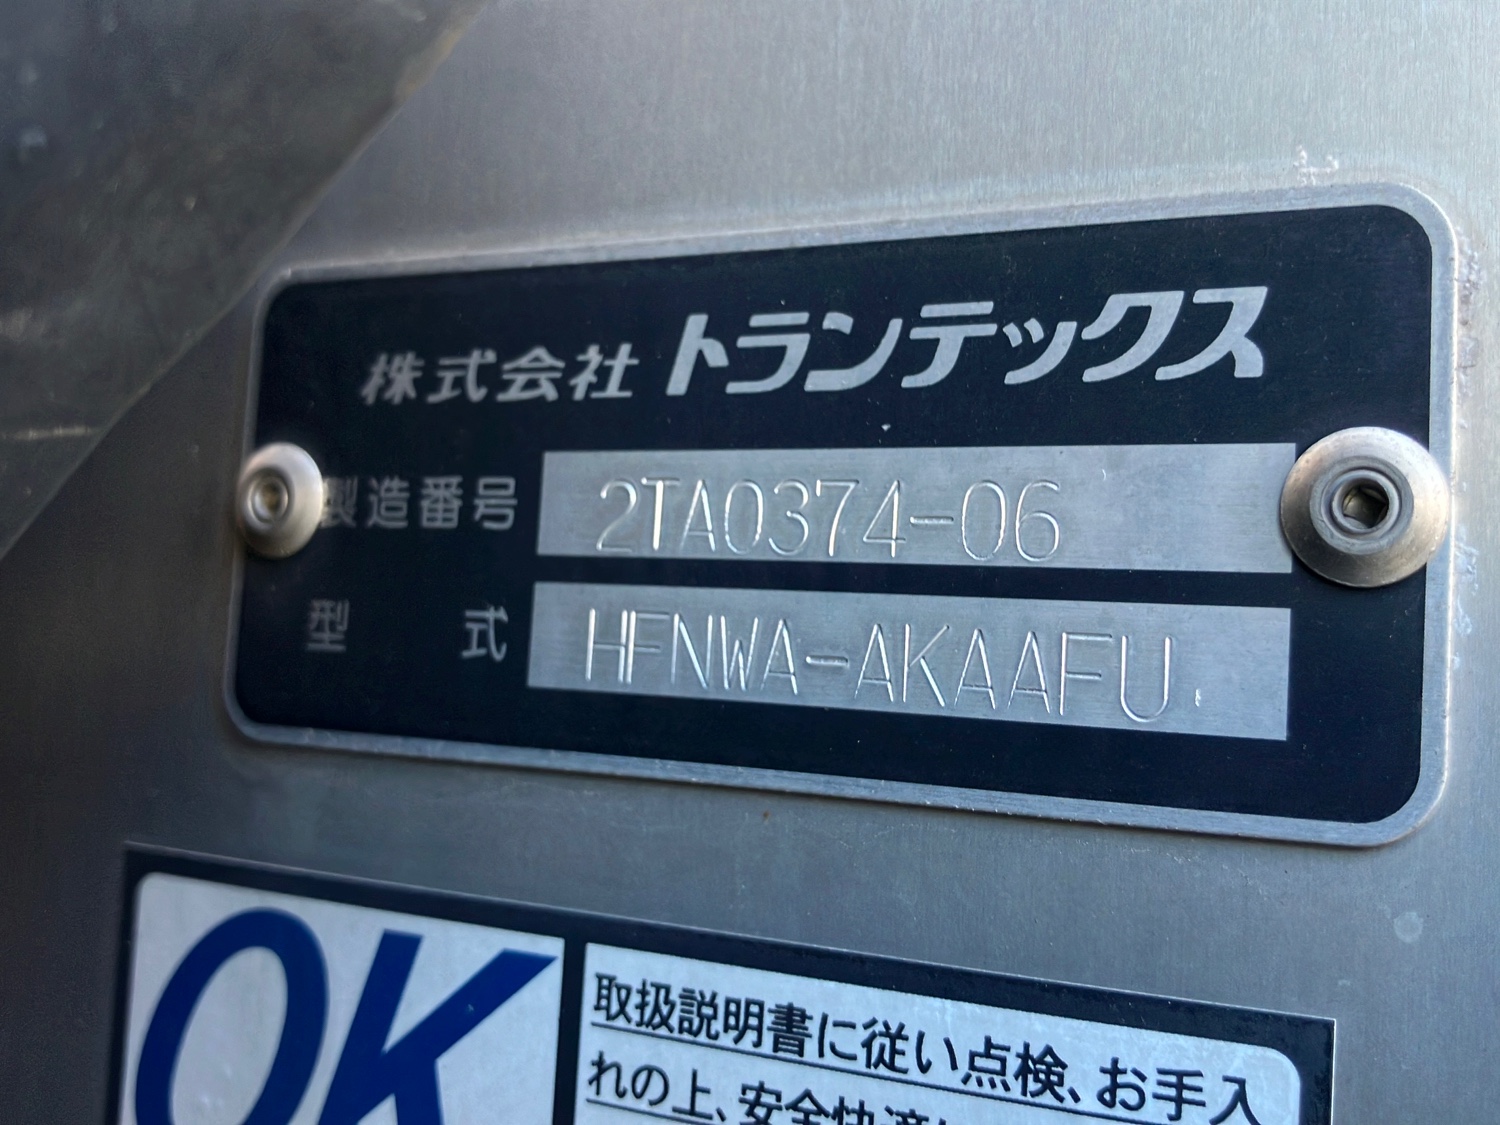 株式会社 トランテックス
製造番号 2TA0374-06
型式 HFNWA-AKAAFU
OK
取扱説明書に従い点検、お手入
れの上、安全快適に